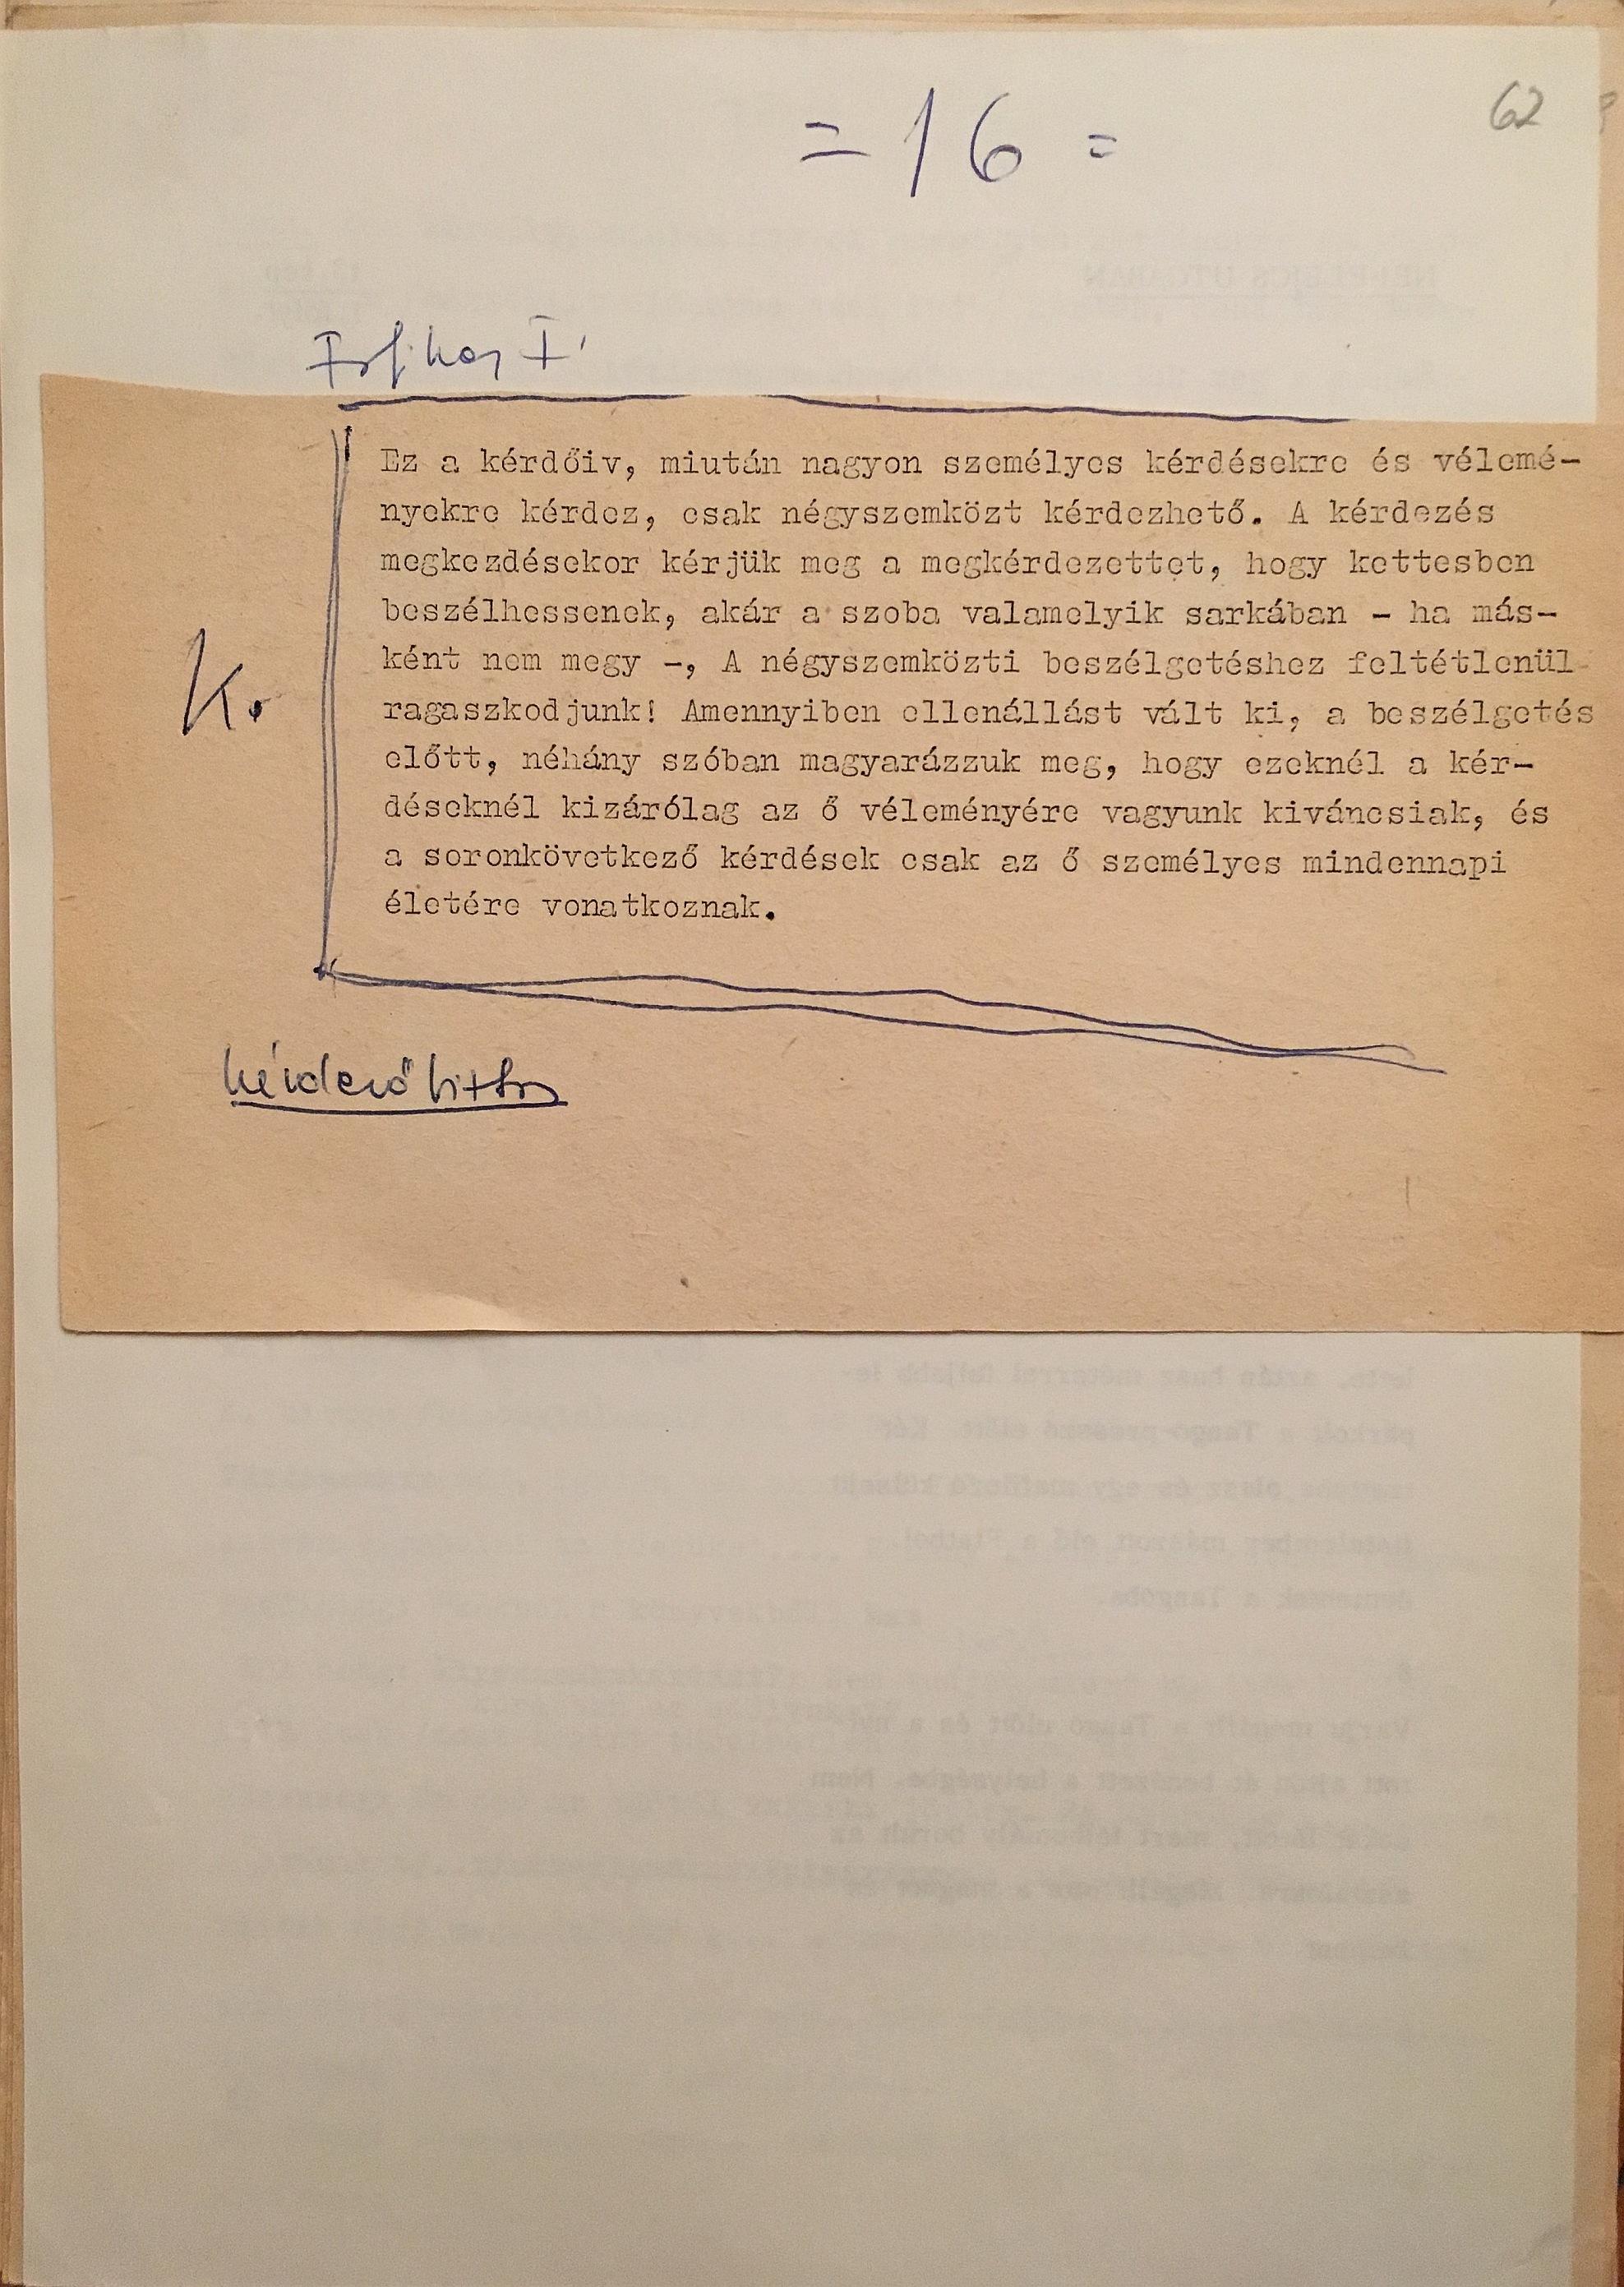 62
= 16 =
Ez a kérdőiv, miután nagyon személyes kérdésekre és vélemé-
nyekre kérdez, csak négyszemközt kérdezhető. A kérdezés
megkezdésekor kérjük meg a megkérdezettet, hogy kettesben
beszélhessenek, akár a szoba valamelyik sarkában - ha más-
ként nem megy -, A négyszemközti beszélgetéshez feltétlenül
K.
ragaszkodjunk! Amennyiben ellenállást vált ki, a beszélgetés
előtt, néhány szóban magyarázzuk meg, hogy ezeknél a kér-
déseknél kizárólag az ő véleményére vagyunk kiváncsiak, és
a soronkövetkező kérdések csak az ő személyes mindennapi
életére vonatkoznak.